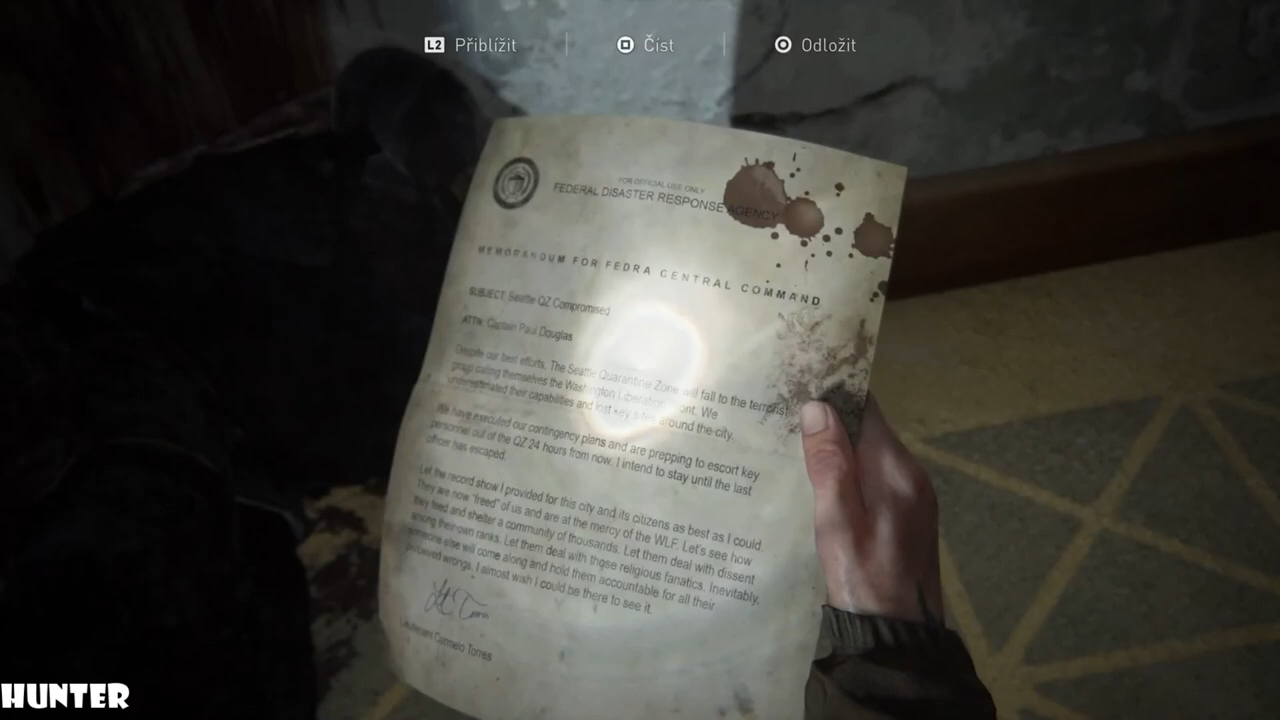 L2 Přiblížit
Číst
Odložit
FOR OFFICIAL USE ONLY
FEDERAL DISASTER RESPONSE AGENCY
MEMORANDUM FOR FEDRA CENTRAL COMMAND
SUBJECT: Seattle QZ Compromised
ATTN: Captain Paul Douglas
Despite our best efforts, The Seattle Quarantine Zone will fall to the terrorist
group calling themselves the Washington Liberation Front. We
underestimated their capabilities and lost key sites around the city.
We have executed our contingency plans and are prepping to escort key
personnel out of the QZ 24 hours from now. I intend to stay until the last
officer has escaped.
Let the record show I provided for this city and its citizens as best as I could.
They are now "freed" of us and are at the mercy of the WLF. Let's see how
they feed and shelter a community of thousands. Let them deal with dissent
among their own ranks. Let them deal with those religious fanatics. Inevitably,
someone else will come along and hold them accountable for all their
perceived wrongs. I almost wish I could be there to see it.
Lieutenant Carmelo Torres
HUNTER